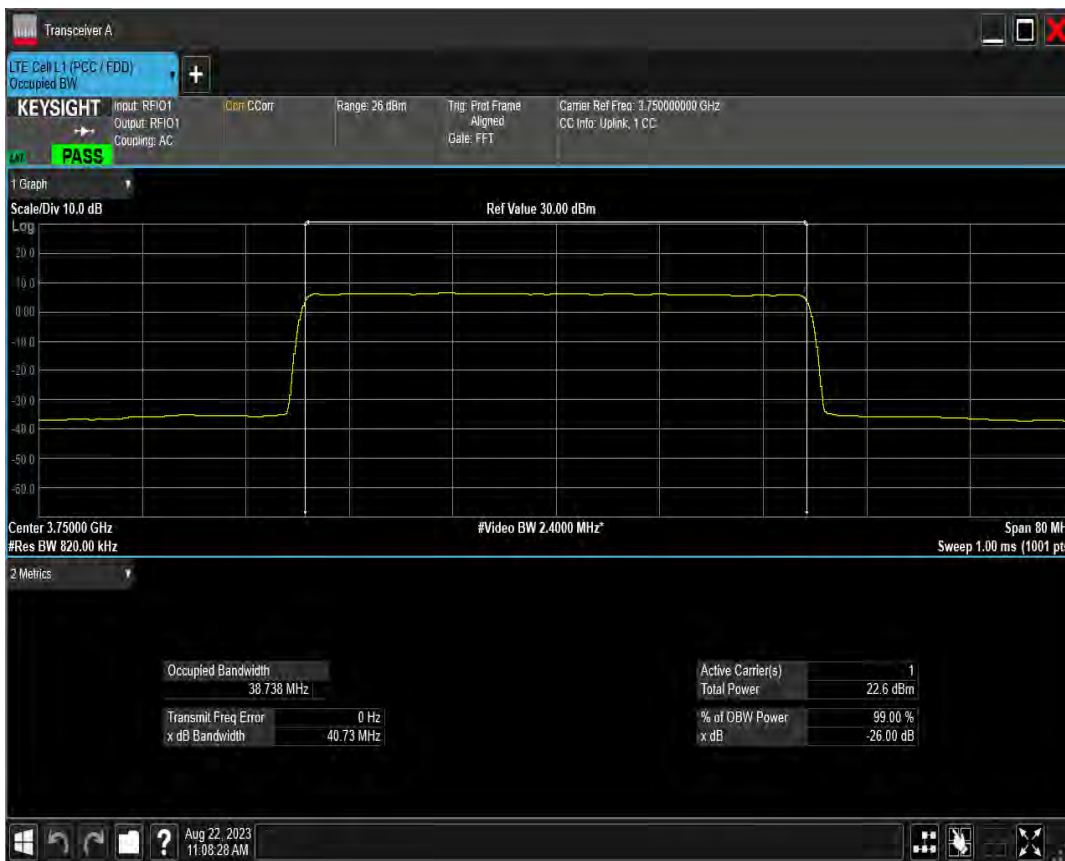 Transceiver A
LTE Cell L1 (PCC / FDD)
Occupied BW
KEYSIGHT
Input: RFIO1
Output: RFIO1
Coupling: AC
Corr CCorr
Range: 26 dBm
Trig: Prot Frame
Aligned
Gate: FFT
Carrier Ref Freq: 3.750000000 GHz
CC Info: Uplink, 1 CC
PASS
1 Graph
Scale/Div 10.0 dB
Ref Value 30.00 dBm
Log
20.0
10.0
0.00
-10.0
-20.0
-30.0
-40.0
-50.0
-60.0
Center 3.75000 GHz
#Video BW 2.4000 MHz*
Span 80 MH
#Res BW 820.00 kHz
Sweep 1.00 ms (1001 pts
2 Metrics
Occupied Bandwidth
38.738 MHz
Transmit Freq Error 0 Hz
x dB Bandwidth 40.73 MHz
Active Carrier(s) 1
Total Power 22.6 dBm
% of OBW Power 99.00 %
x dB -26.00 dB
Aug 22, 2023
11:08:28 AM